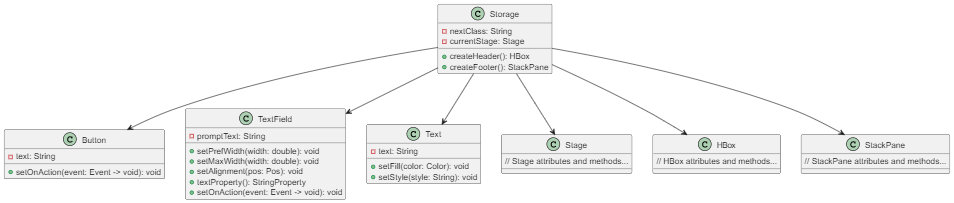 C Storage
nextClass: String
currentStage: Stage
createHeader(): HBox
createFooter(): StackPane
C Button
text: String
setOnAction(event: Event -> void): void
C TextField
promptText: String
setPrefWidth(width: double): void
setMaxWidth(width: double): void
setAlignment(pos: Pos): void
textProperty(): StringProperty
setOnAction(event: Event -> void): void
C Text
text: String
setFill(color: Color): void
setStyle(style: String): void
C Stage
// Stage attributes and methods...
C HBox
// HBox attributes and methods...
C StackPane
// StackPane attributes and methods...